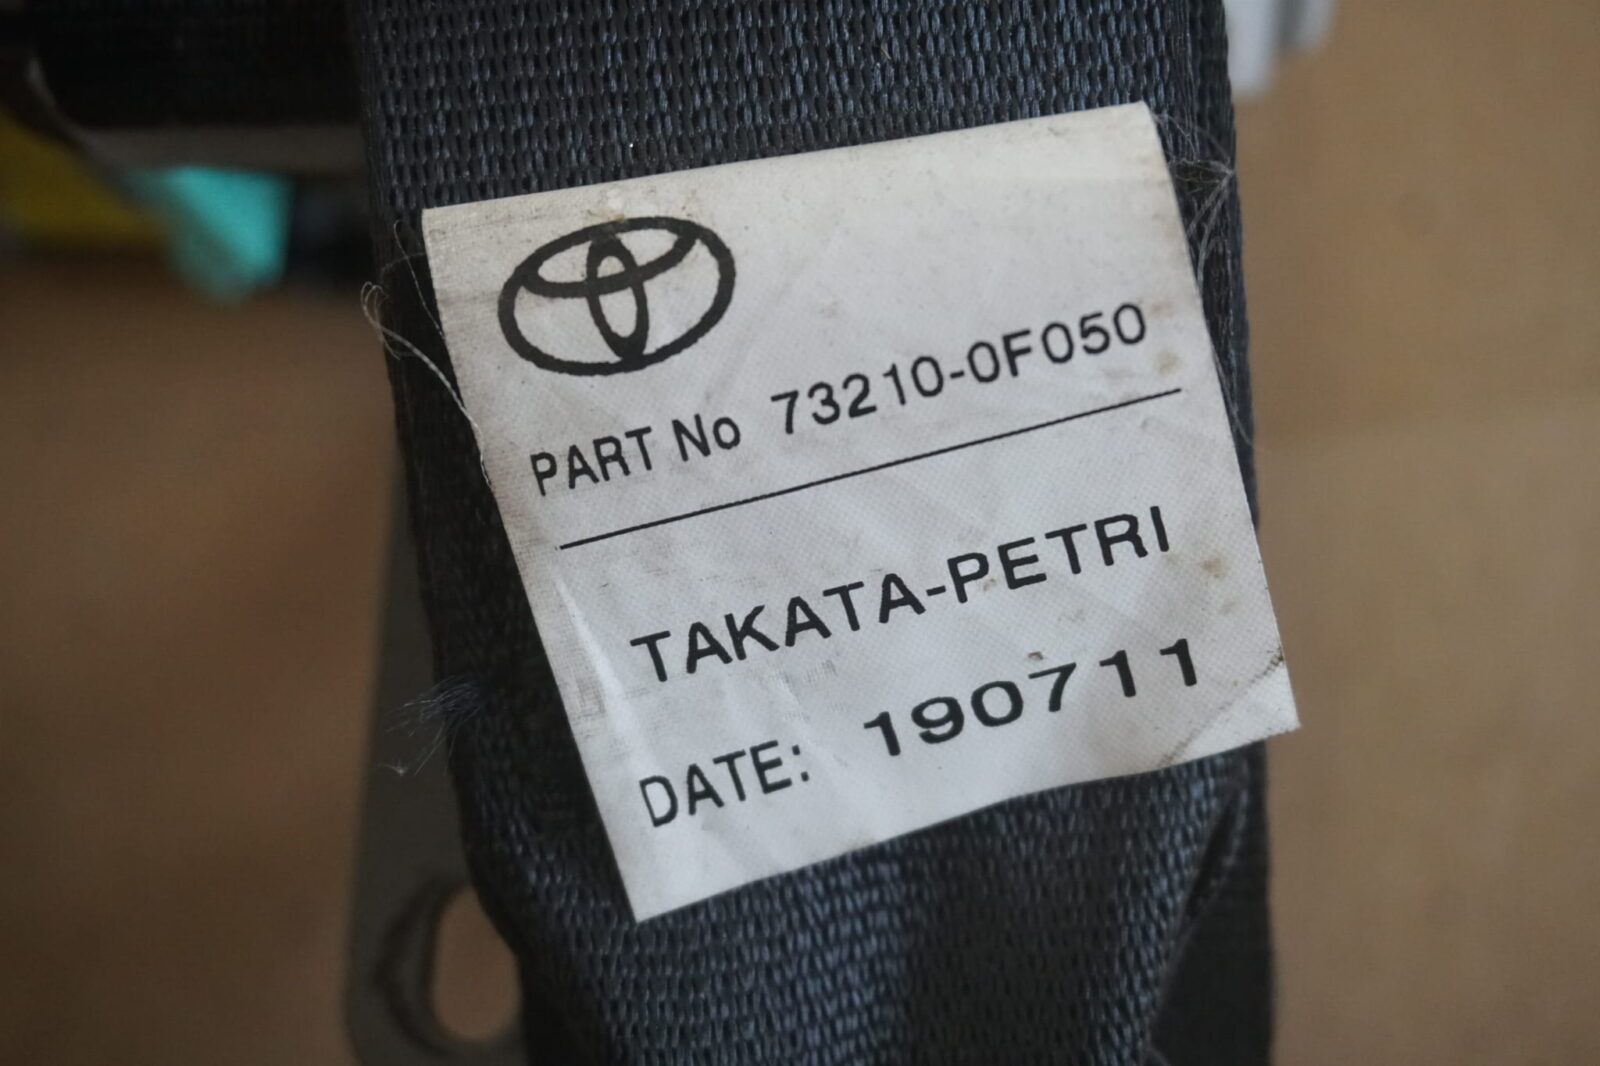 PART No 73210-0F050
TAKATA-PETRI
DATE: 190711